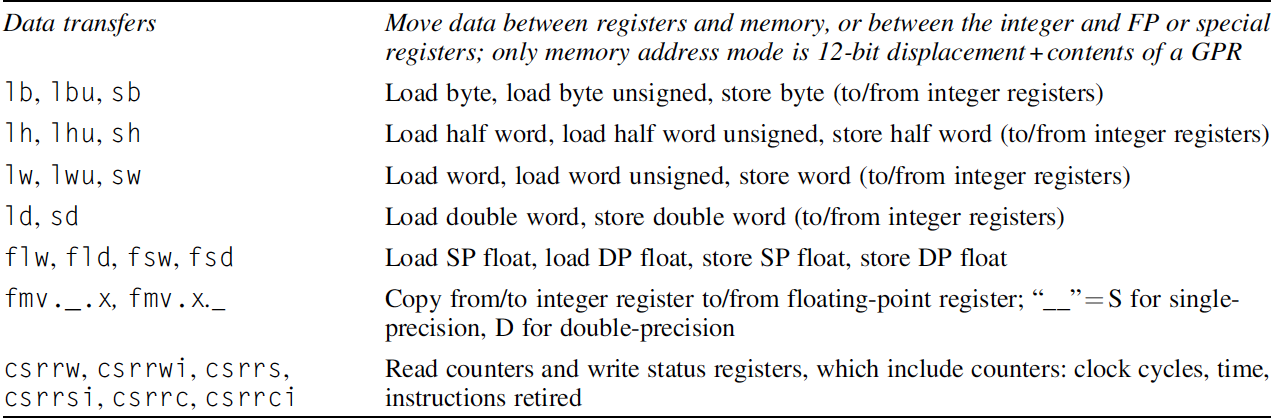 Data transfers Move data between registers and memory, or between the integer and FP or special
registers; only memory address mode is 12-bit displacement + contents of a GPR
lb, lbu, sb Load byte, load byte unsigned, store byte (to/from integer registers)
lh, lhu, sh Load half word, load half word unsigned, store half word (to/from integer registers)
lw, lwu, sw Load word, load word unsigned, store word (to/from integer registers)
ld, sd Load double word, store double word (to/from integer registers)
flw, fld, fsw, fsd Load SP float, load DP float, store SP float, store DP float
fmv._.x, fmv.x._ Copy from/to integer register to/from floating-point register; “__”=S for single-
precision, D for double-precision
csrrw, csrrwi, csrrs, Read counters and write status registers, which include counters: clock cycles, time,
csrrsi, csrrc, csrrci instructions retired